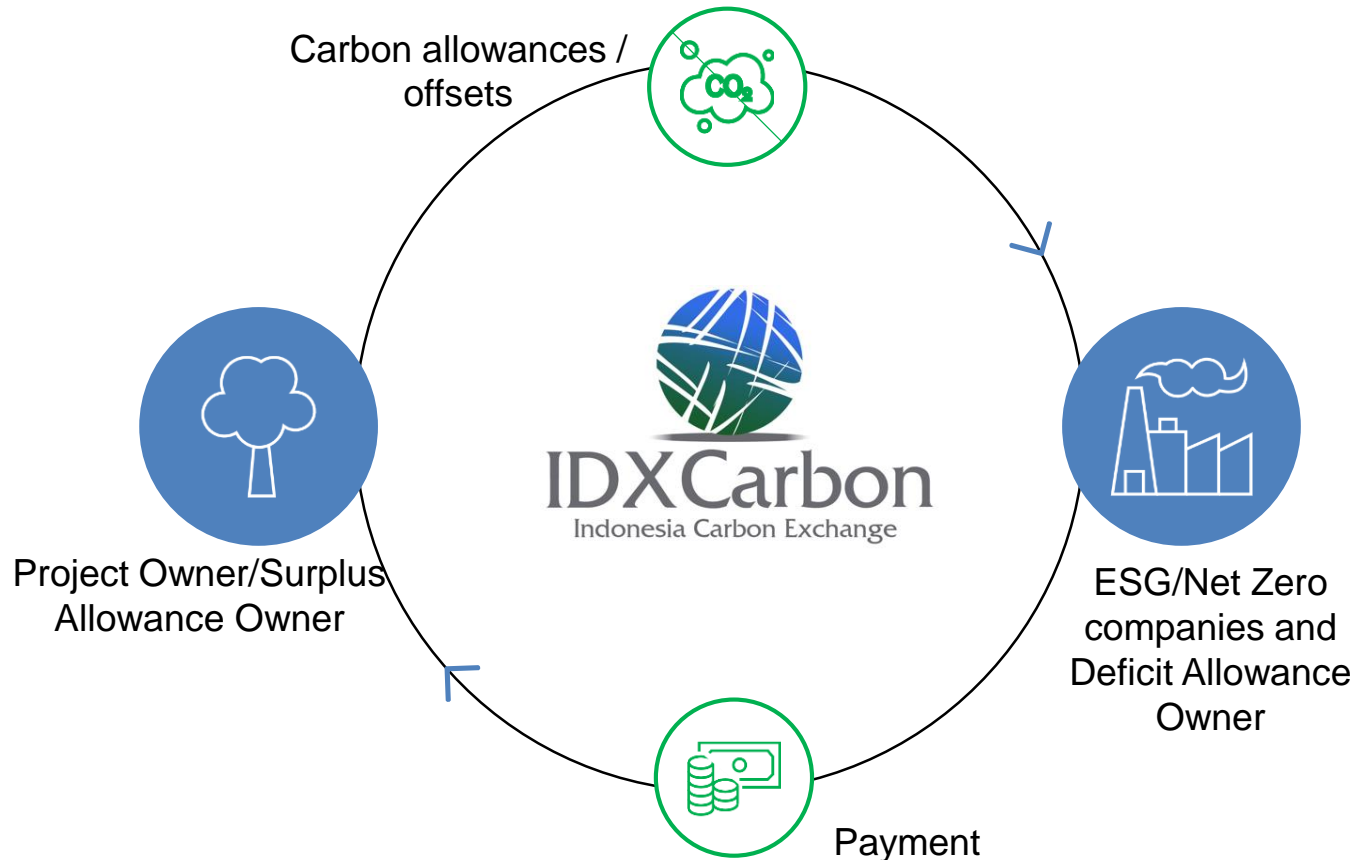 Carbon allowances /
offsets
CO₂
IDXCarbon
Indonesia Carbon Exchange
Project Owner/Surplus
Allowance Owner
ESG/Net Zero
companies and
Deficit Allowance
Owner
Payment